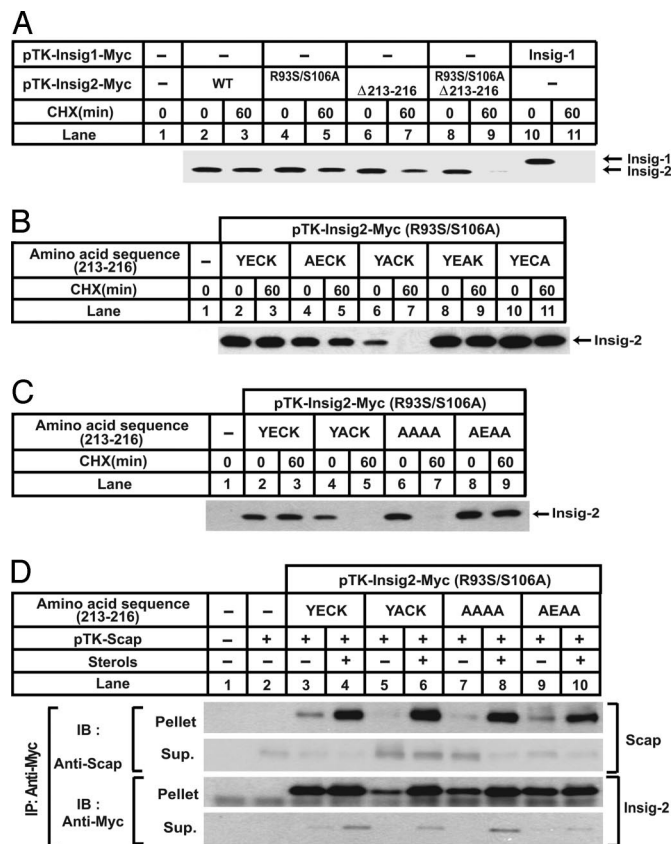 A
pTK-Insig1-Myc – – – – – Insig-1
pTK-Insig2-Myc – WT R93S/S106A Δ213-216 R93S/S106A Δ213-216 –
CHX(min) 0 0 60 0 60 0 60 0 60 0 60
Lane 1 2 3 4 5 6 7 8 9 10 11
Insig-1
Insig-2
B
pTK-Insig2-Myc (R93S/S106A)
Amino acid sequence (213-216) – YECK AECK YACK YEAK YECA
CHX(min) 0 0 60 0 60 0 60 0 60 0 60
Lane 1 2 3 4 5 6 7 8 9 10 11
Insig-2
C
pTK-Insig2-Myc (R93S/S106A)
Amino acid sequence (213-216) – YECK YACK AAAA AEAA
CHX(min) 0 0 60 0 60 0 60 0 60
Lane 1 2 3 4 5 6 7 8 9
Insig-2
D
pTK-Insig2-Myc (R93S/S106A)
Amino acid sequence (213-216) – – YECK YACK AAAA AEAA
pTK-Scap – + + + + + + + + +
Sterols – – – + – + – + – +
Lane 1 2 3 4 5 6 7 8 9 10
IP: Anti-Myc
IB : Anti-Scap
Pellet
Sup.
Scap
IB : Anti-Myc
Pellet
Sup.
Insig-2